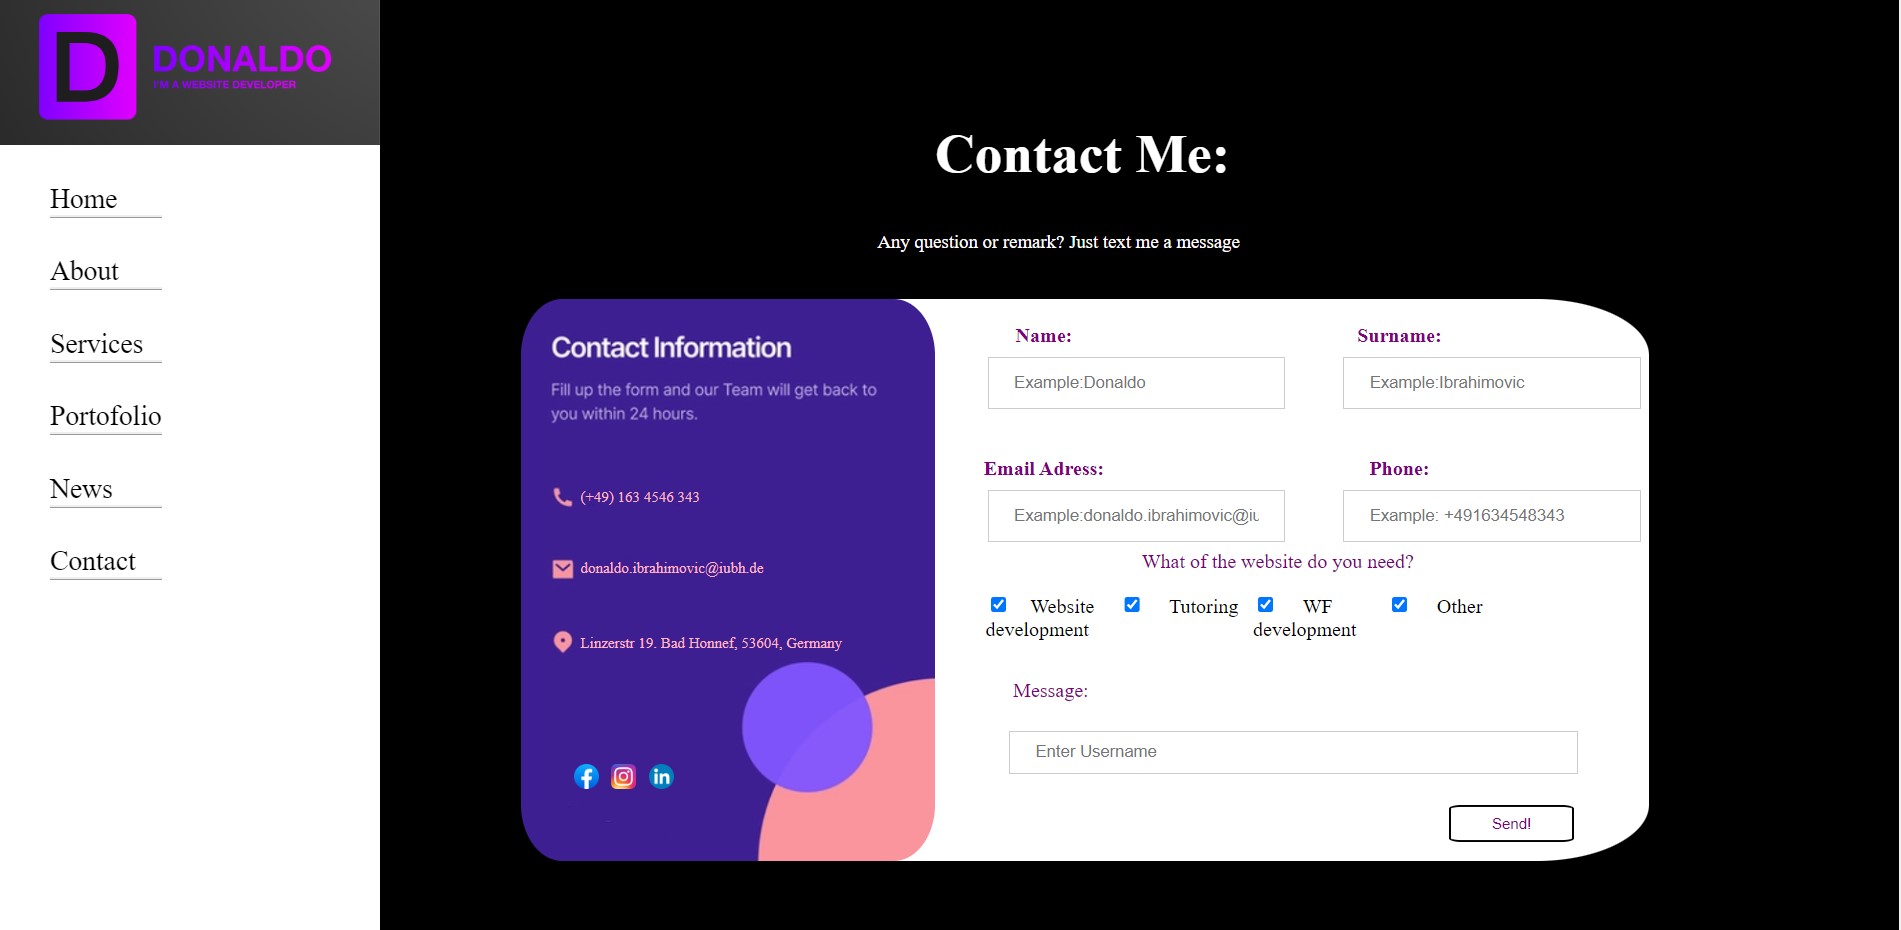 D
DONALDO
I'M A WEBSITE DEVELOPER
Home
About
Services
Portofolio
News
Contact
Contact Me:
Any question or remark? Just text me a message
Contact Information
Fill up the form and our Team will get back to
you within 24 hours.
(+49) 163 4546 343
donaldo.ibrahimovic@iubh.de
Linzerstr 19. Bad Honnef, 53604, Germany
f
in
Name:
Surname:
Example:Donaldo
Example:Ibrahimovic
Email Adress:
Phone:
Example:donaldo.ibrahimovic@iu
Example: +491634548343
What of the website do you need?
Website
development
Tutoring
WF
development
Other
Message:
Enter Username
Send!